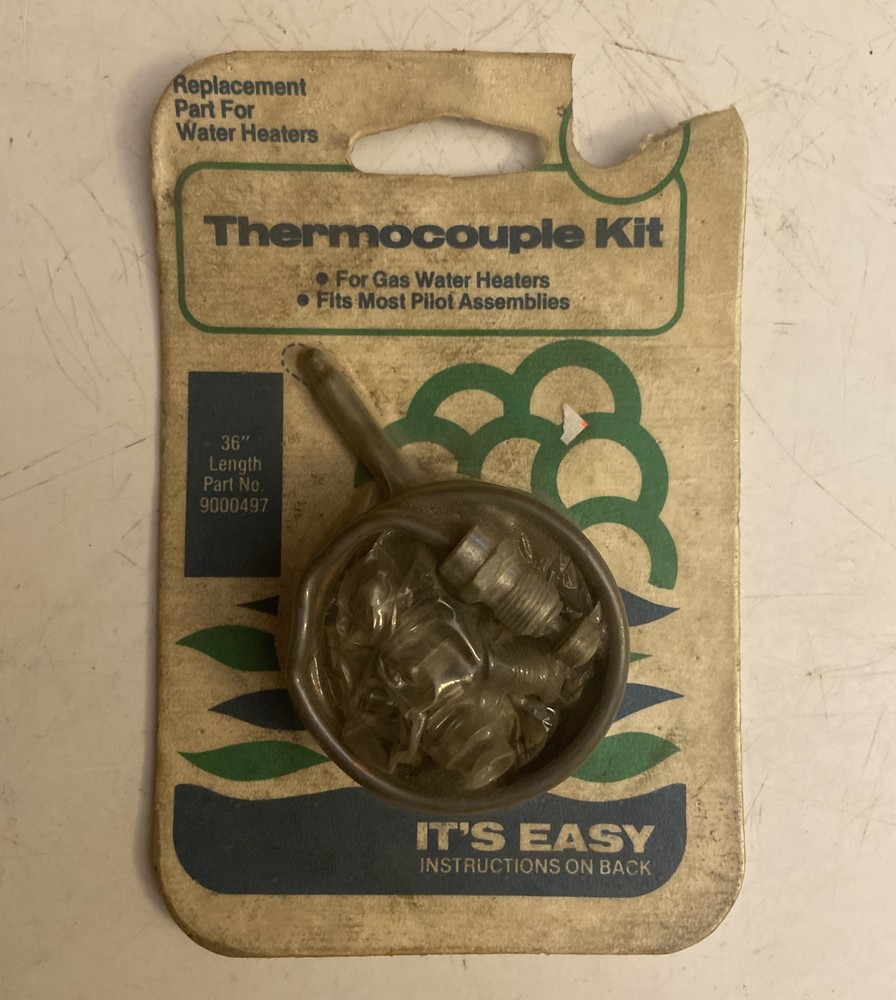 Replacement
Part For
Water Heaters
Thermocouple Kit
● For Gas Water Heaters
● Fits Most Pilot Assemblies
36"
Length
Part No.
9000497
IT'S EASY
INSTRUCTIONS ON BACK